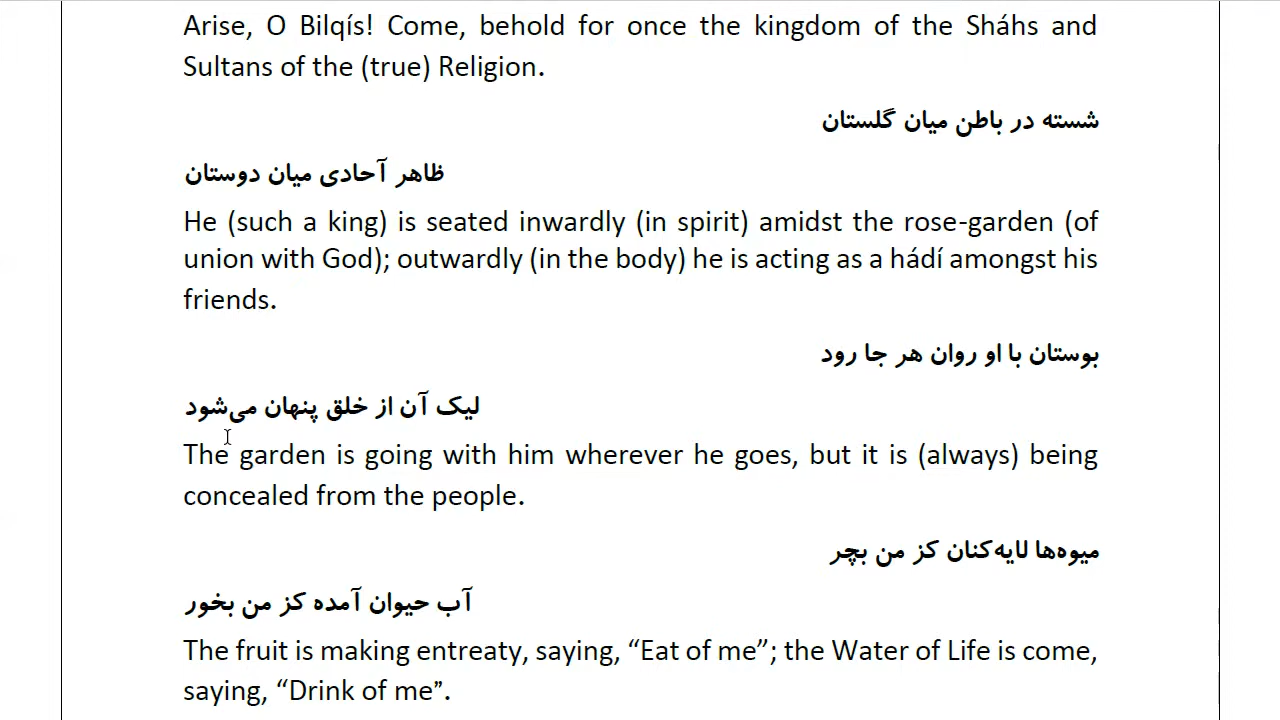 Arise, O Bilqís! Come, behold for once the kingdom of the Sháhs and
Sultans of the (true) Religion.
شسته در باطن میان گلستان
ظاهر آحادی میان دوستان
He (such a king) is seated inwardly (in spirit) amidst the rose-garden (of
union with God); outwardly (in the body) he is acting as a hádí amongst his
friends.
بوستان با او روان هر جا رود
لیک آن از خلق پنهان می‌شود
The garden is going with him wherever he goes, but it is (always) being
concealed from the people.
میوه‌ها لایه‌کنان کز من بچر
آب حیوان آمده کز من بخور
The fruit is making entreaty, saying, “Eat of me”; the Water of Life is come,
saying, “Drink of me”.